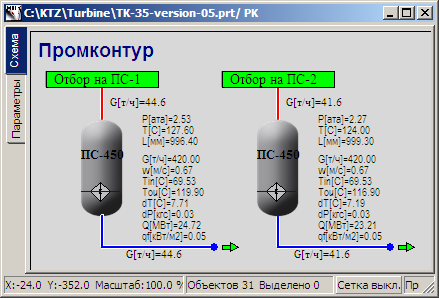 C:\KTZ\Turbine\TK-35-version-05.prt/ PK
Схема
Параметры
Промконтур
Отбор на ПС-1
G[т/ч]=44.6
ПС-450
P[ата]=2.53
T[C]=127.60
L[мм]=996.40
G[т/ч]=420.00
w[м/с]=0.67
Tin[C]=69.53
Tou[C]=119.90
dT[C]=7.71
dP[кгс]=0.03
Q[МВт]=24.72
qf[кВт/м2]=0.05
G[т/ч]=44.6
Отбор на ПС-2
G[т/ч]=41.6
ПС-450
P[ата]=2.27
T[C]=124.00
L[мм]=999.30
G[т/ч]=420.00
w[м/с]=0.67
Tin[C]=69.53
Tou[C]=116.90
dT[C]=7.19
dP[кгс]=0.03
Q[МВт]=23.21
qf[кВт/м2]=0.05
G[т/ч]=41.6
X:-24.0 Y:-352.0 Масштаб:100.0 % Объектов 31 Выделено 0 Сетка выкл. Пр